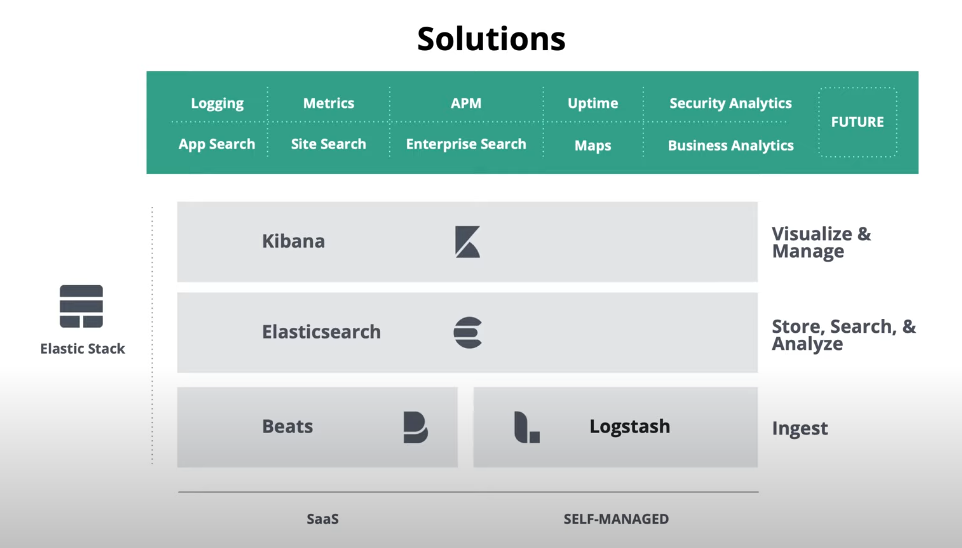 Solutions
Logging
Metrics
APM
Uptime
Security Analytics
FUTURE
App Search
Site Search
Enterprise Search
Maps
Business Analytics
Kibana
Visualize &
Manage
Elasticsearch
Store, Search, &
Analyze
Elastic Stack
Beats
Logstash
Ingest
SaaS
SELF-MANAGED